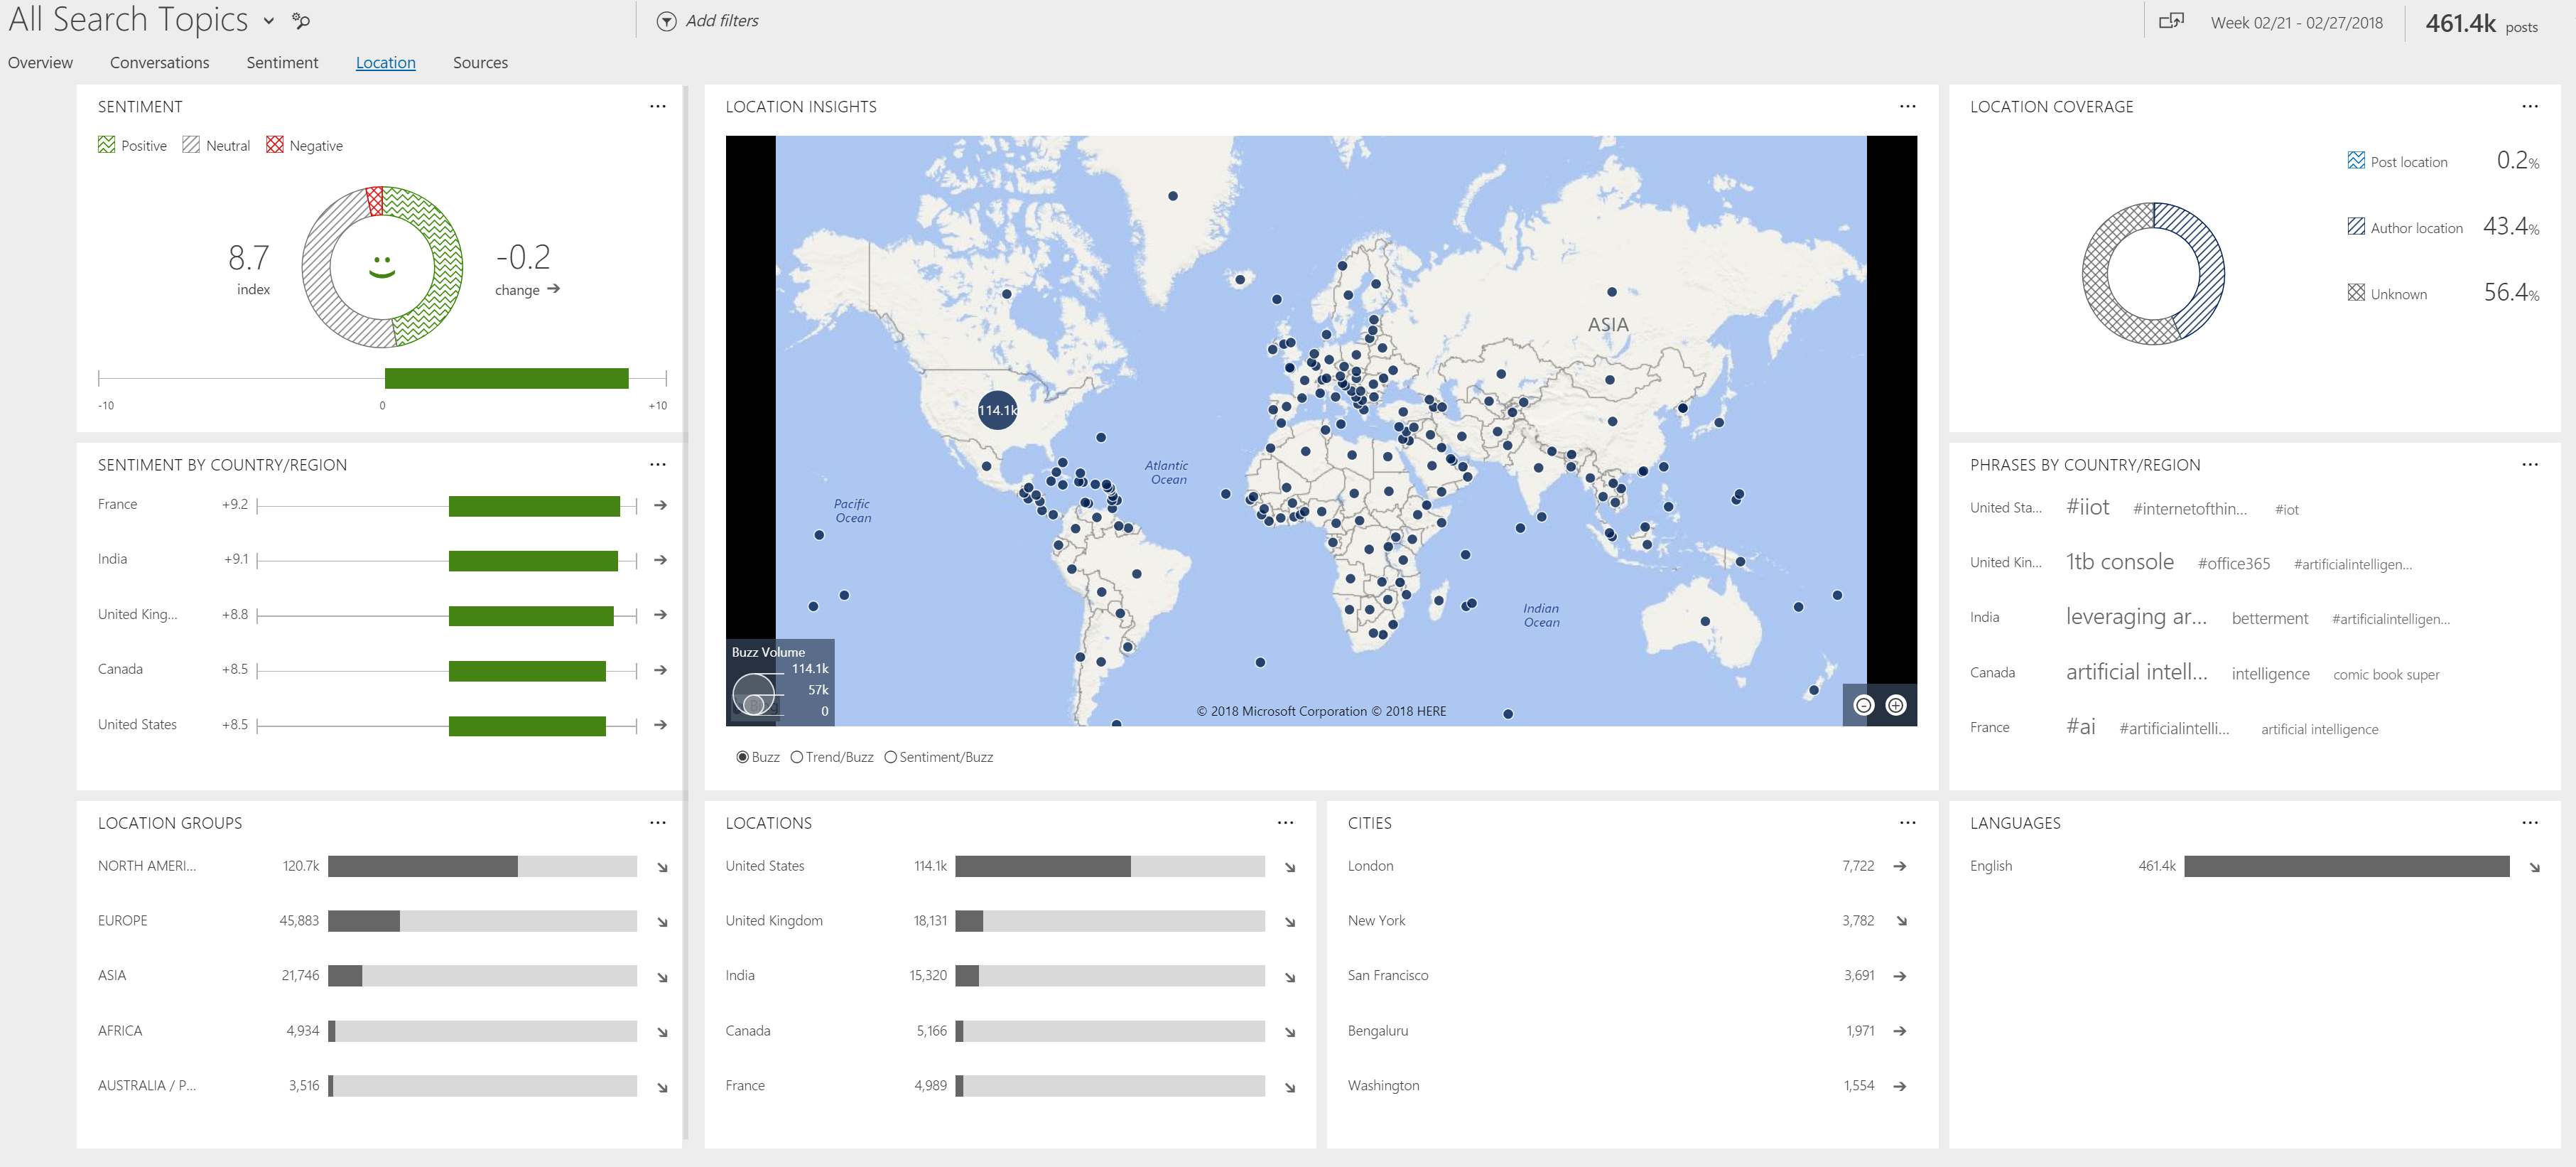 All Search Topics
Add filters
Week 02/21 - 02/27/2018
461.4k posts
Overview Conversations Sentiment Location Sources
SENTIMENT
Positive Neutral Negative
8.7
index
-0.2
change
-10 0 +10
SENTIMENT BY COUNTRY/REGION
France +9.2
India +9.1
United King... +8.8
Canada +8.5
United States +8.5
LOCATION GROUPS
NORTH AMERI... 120.7k
EUROPE 45,883
ASIA 21,746
AFRICA 4,934
AUSTRALIA / P... 3,516
LOCATION INSIGHTS
ASIA
114.1k
Atlantic
Ocean
Pacific
Ocean
Indian
Ocean
Buzz Volume
114.1k
57k
0
© 2018 Microsoft Corporation © 2018 HERE
Buzz Trend/Buzz Sentiment/Buzz
LOCATIONS
United States 114.1k
United Kingdom 18,131
India 15,320
Canada 5,166
France 4,989
CITIES
London 7,722
New York 3,782
San Francisco 3,691
Bengaluru 1,971
Washington 1,554
LOCATION COVERAGE
Post location 0.2%
Author location 43.4%
Unknown 56.4%
PHRASES BY COUNTRY/REGION
United Sta... #iiot #internetofthin... #iot
United Kin... 1tb console #office365 #artificialintelligen...
India leveraging ar... betterment #artificialintelligen...
Canada artificial intell... intelligence comic book super
France #ai #artificialintelli... artificial intelligence
LANGUAGES
English 461.4k